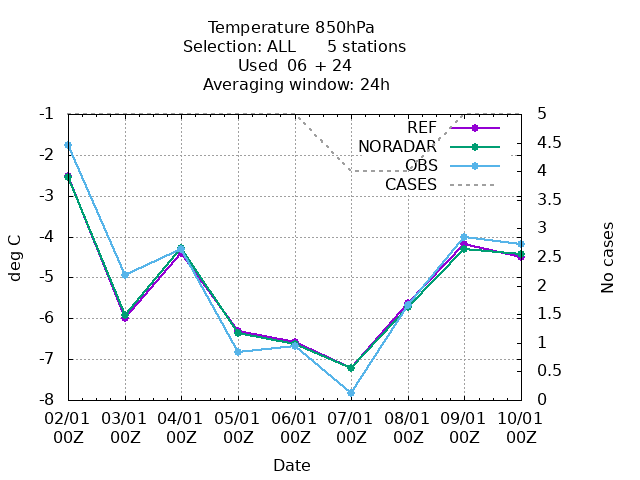 Temperature 850hPa
Selection: ALL 5 stations
Used 06 + 24
Averaging window: 24h
REF
NORADAR
OBS
CASES
-1
-2
-3
-4
-5
-6
-7
-8
deg C
5
4.5
4
3.5
3
2.5
2
1.5
1
0.5
0
No cases
02/01 03/01 04/01 05/01 06/01 07/01 08/01 09/01 10/01
00Z 00Z 00Z 00Z 00Z 00Z 00Z 00Z 00Z
Date